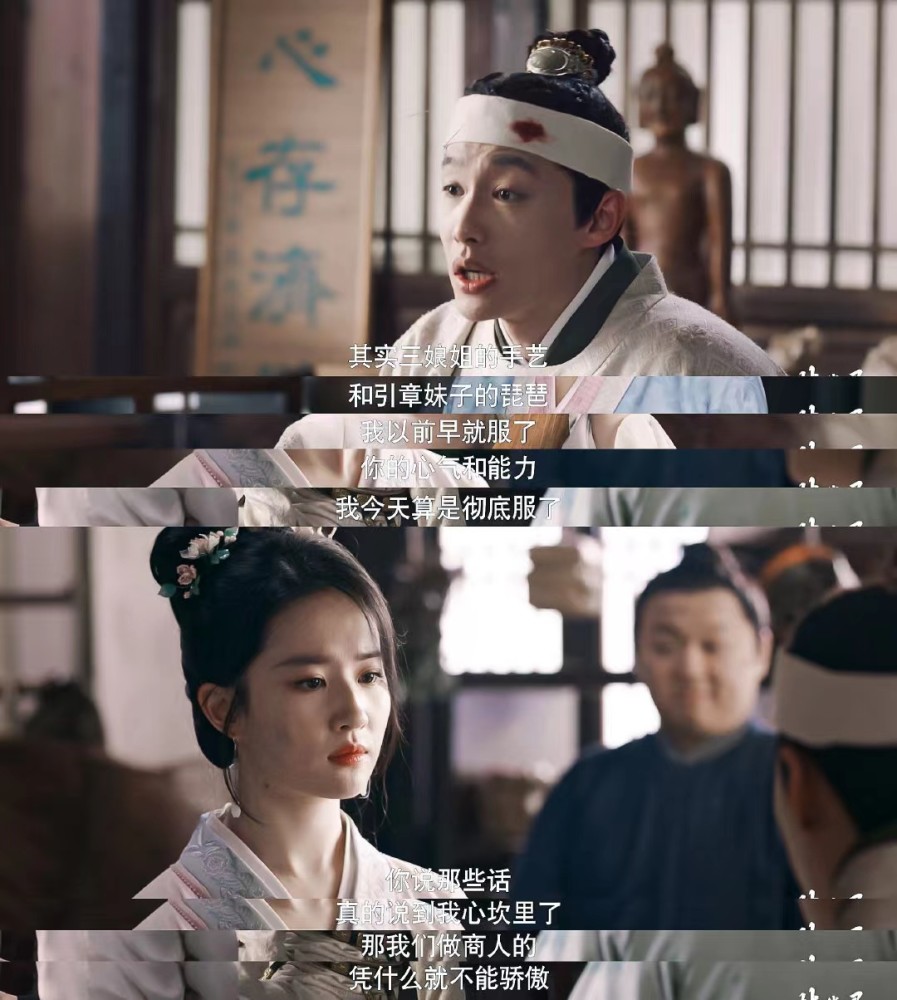 心存濟
其实三娘姐的手艺
和引章妹子的琵琶
我以前早就服了
你的心气和能力
我今天算是彻底服了
你说那些话
真的说到我心坎里了
那我们做商人的
凭什么就不能骄傲